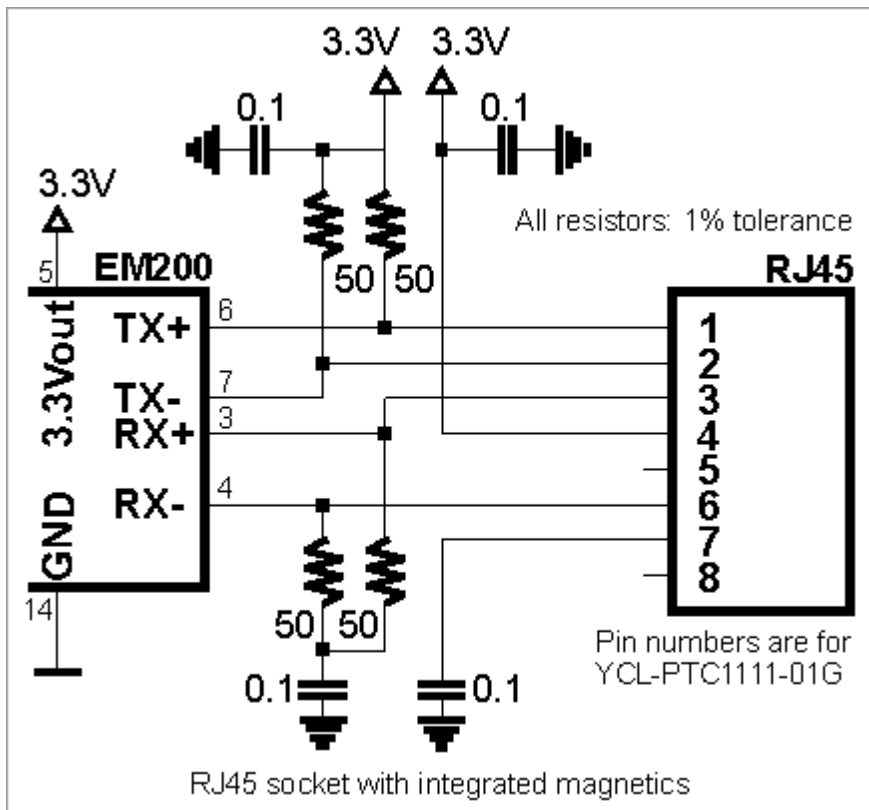 3.3V 3.3V
0.1 0.1
3.3V
All resistors: 1% tolerance
5 EM200 50 50 RJ45
3.3Vout
TX+ 6 1
2
TX- 7 3
RX+ 3 4
5
RX- 4 6
7
GND 8
14
50 50
Pin numbers are for
YCL-PTC1111-01G
0.1 0.1
RJ45 socket with integrated magnetics